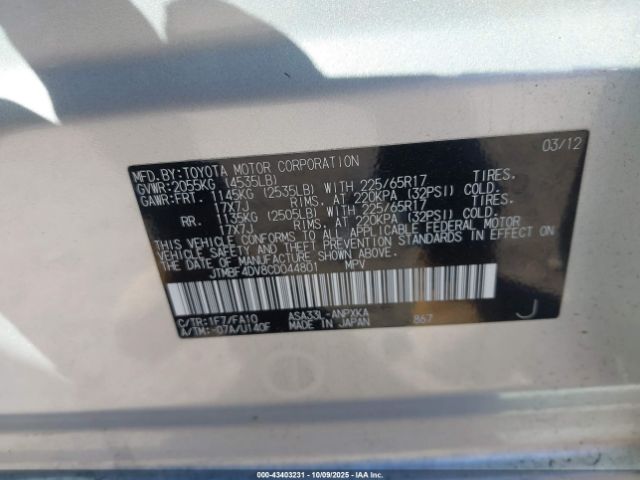 MFD.BY:TOYOTA MOTOR CORPORATION 03/12
GVWR:2055KG (4535LB)
GAWR:FRT. 1145KG (2535LB) WITH 225/65R17 TIRES.
RIMS. AT 220KPA (32PSI) COLD.
RR. 1135KG (2505LB) WITH 225/65R17 TIRES.
17X7J RIMS. AT 220KPA (32PSI) COLD.
THIS VEHICLE CONFORMS TO ALL APPLICABLE FEDERAL MOTOR
VEHICLE SAFETY AND THEFT PREVENTION STANDARDS IN EFFECT ON
THE DATE OF MANUFACTURE SHOWN ABOVE.
JTMBF4DV8CD044801 MPV
C/TR:1F7/FA10 ASA33L-ANPXKA 867 J
A/TM:-07A/U140F MADE IN JAPAN
000-43403231 - 10/09/2025 - IAA